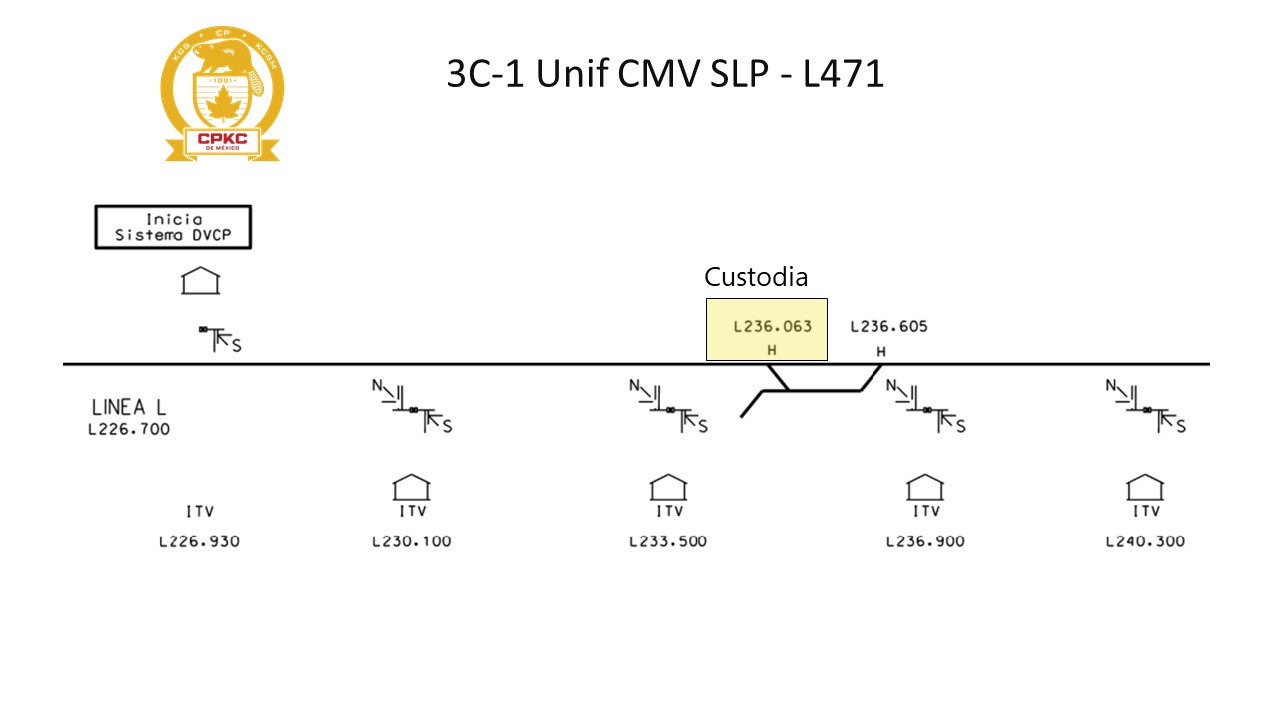 KCS • CP • KCSM
•1881•
CPKC
DE MÉXICO
3C-1 Unif CMV SLP - L471
Inicia
Sistema DVCP
S
Custodia
L236.063
H
L236.605
H
LINEA L
L226.700
N
S
N
S
N
S
N
S
ITV
L226.930
ITV
L230.100
ITV
L233.500
ITV
L236.900
ITV
L240.300